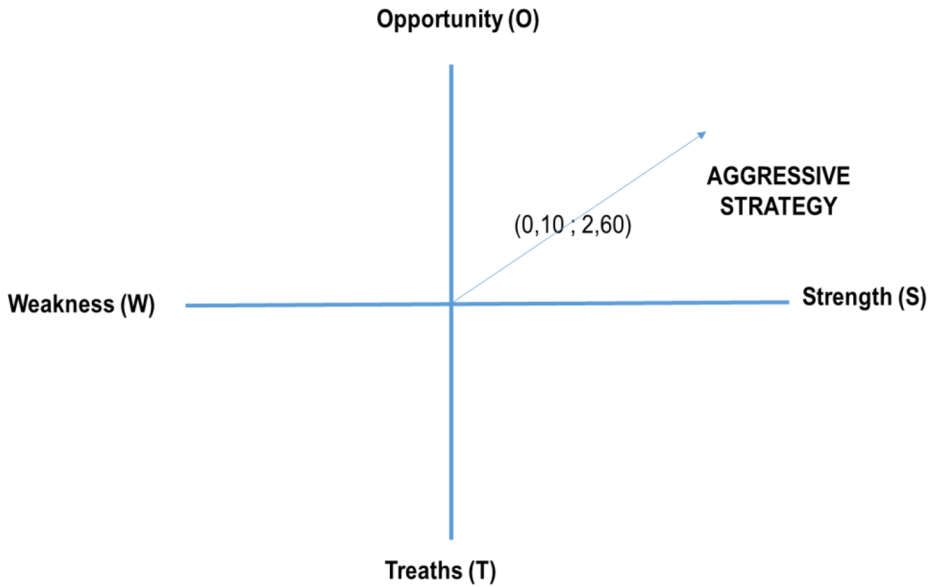 Opportunity (O)
AGGRESSIVE
STRATEGY
(0,10 ; 2,60)
Weakness (W)
Strength (S)
Treaths (T)